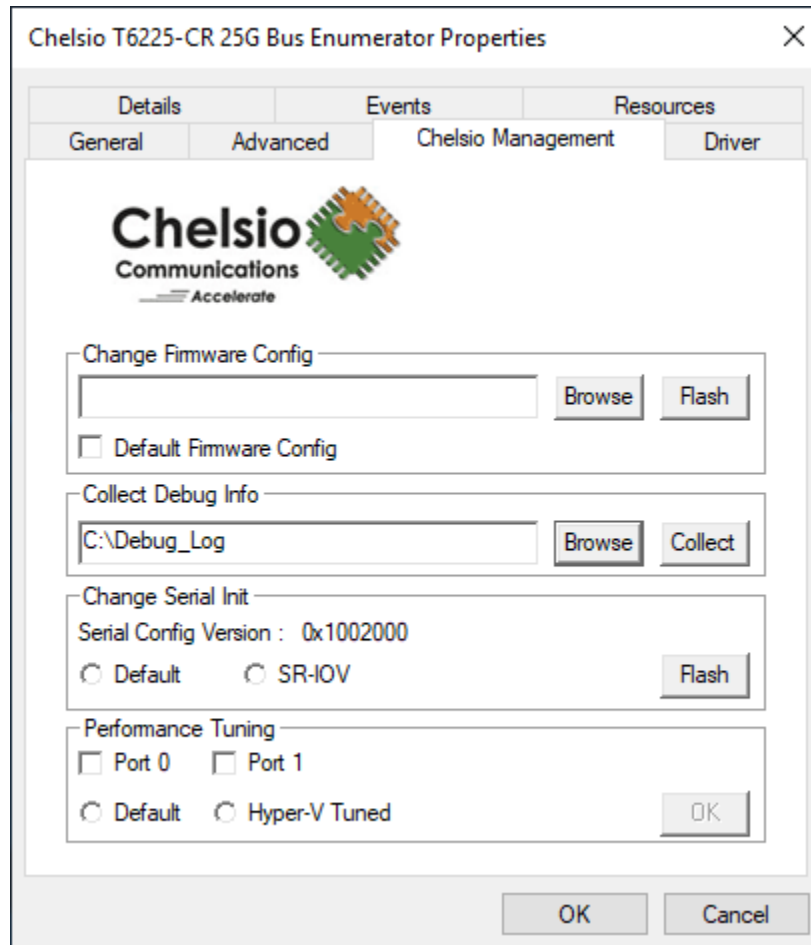 Chelsio T6225-CR 25G Bus Enumerator Properties
Details Events Resources
General Advanced Chelsio Management Driver
Chelsio
Communications
Accelerate
Change Firmware Config
Browse Flash
Default Firmware Config
Collect Debug Info
C:\Debug_Log Browse Collect
Change Serial Init
Serial Config Version : 0x1002000
Default SR-IOV Flash
Performance Tuning
Port 0 Port 1
Default Hyper-V Tuned OK
OK Cancel